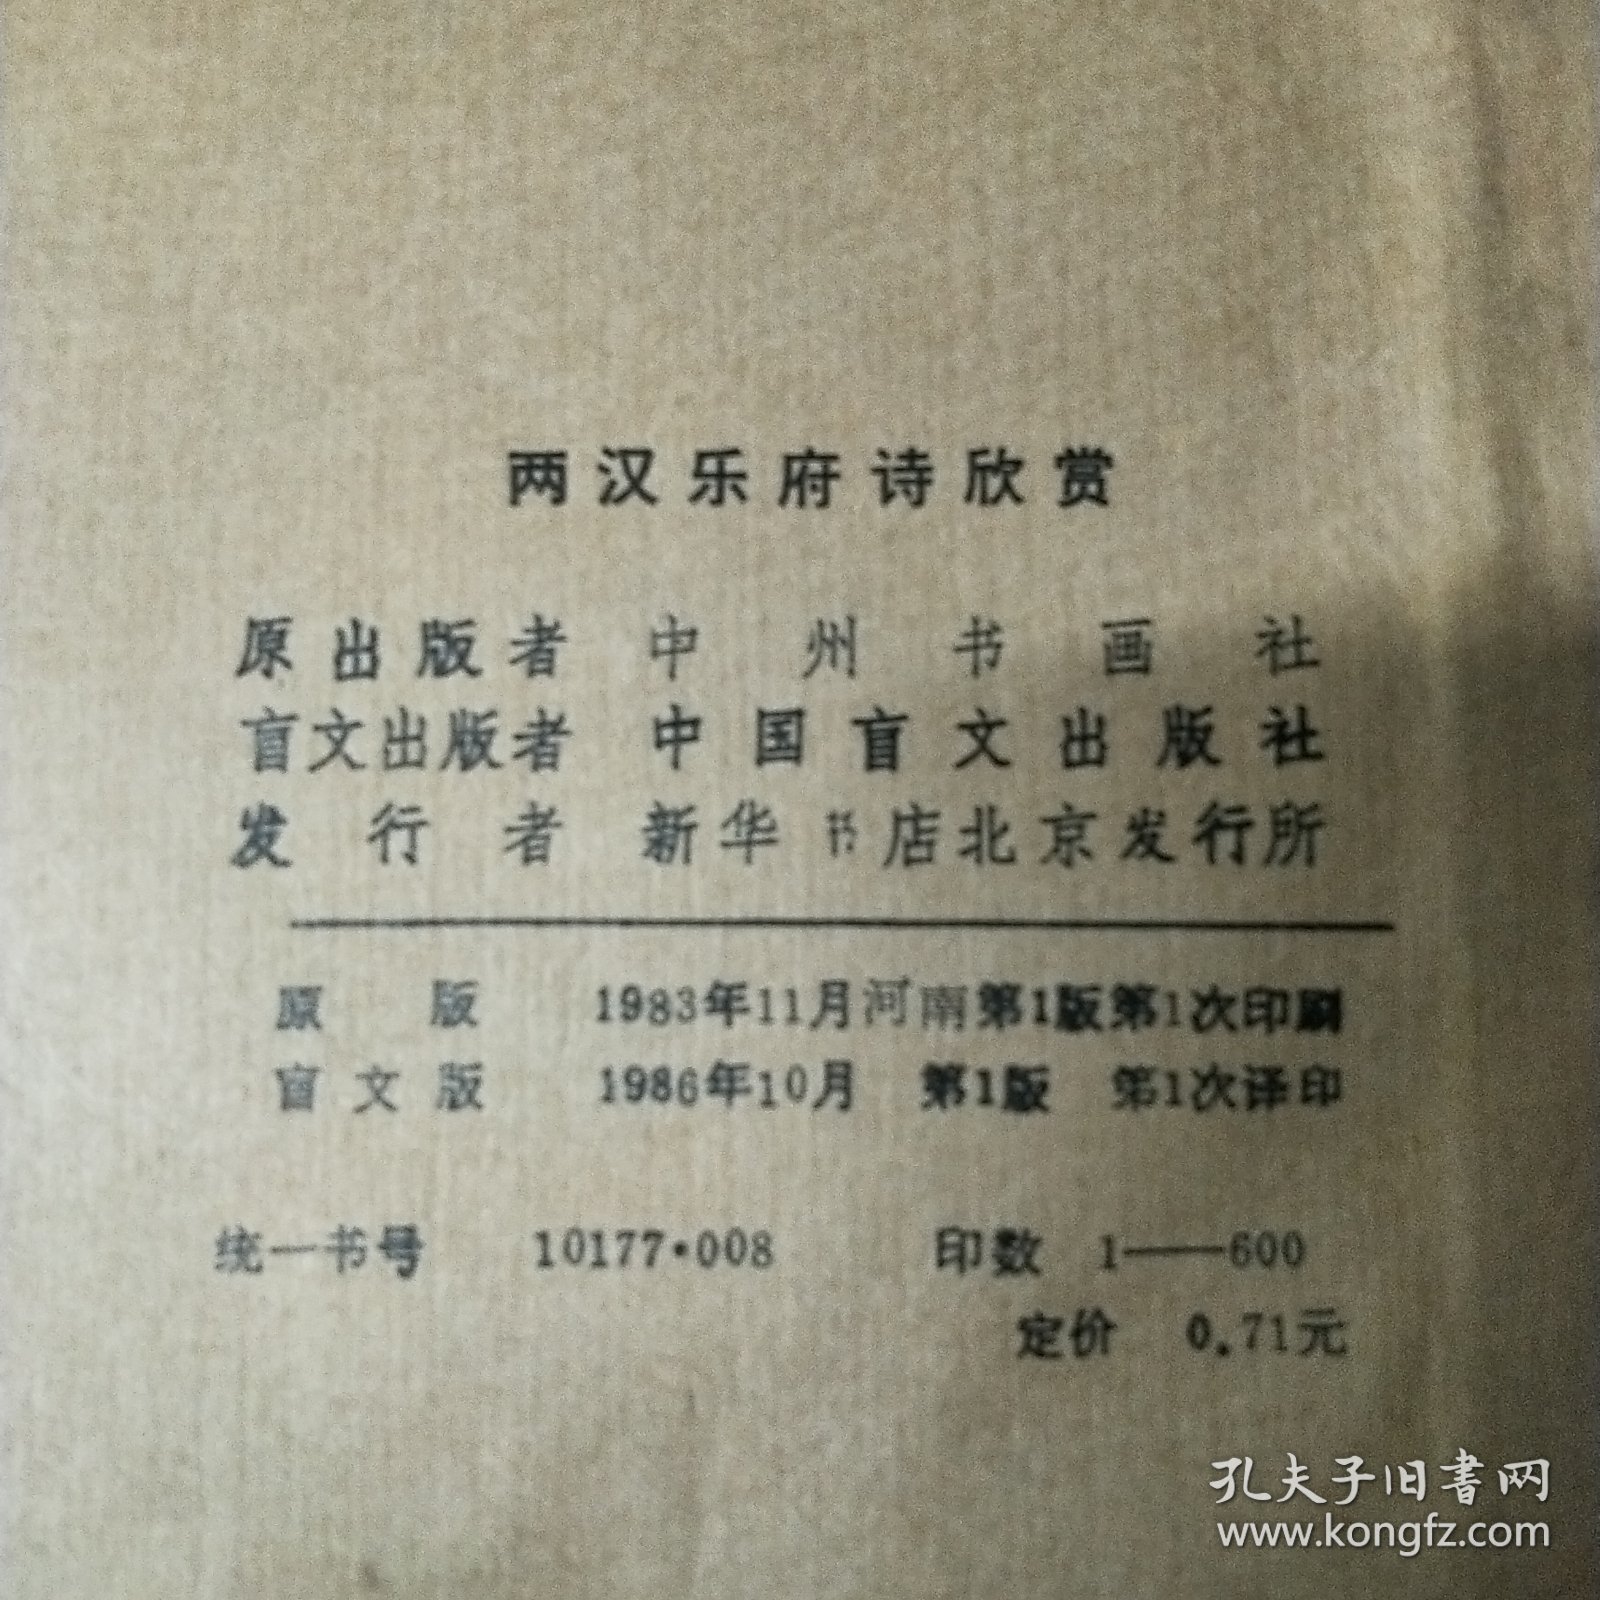 两汉乐府诗欣赏
原出版者 中州书画社
盲文出版者 中国盲文出版社
发行者 新华书店北京发行所
原版 1983年11月河南第1版第1次印刷
盲文版 1986年10月 第1版 第1次译印
统一书号 10177·008 印数 1——600
定价 0.71元
孔夫子旧書网
www.kongfz.com